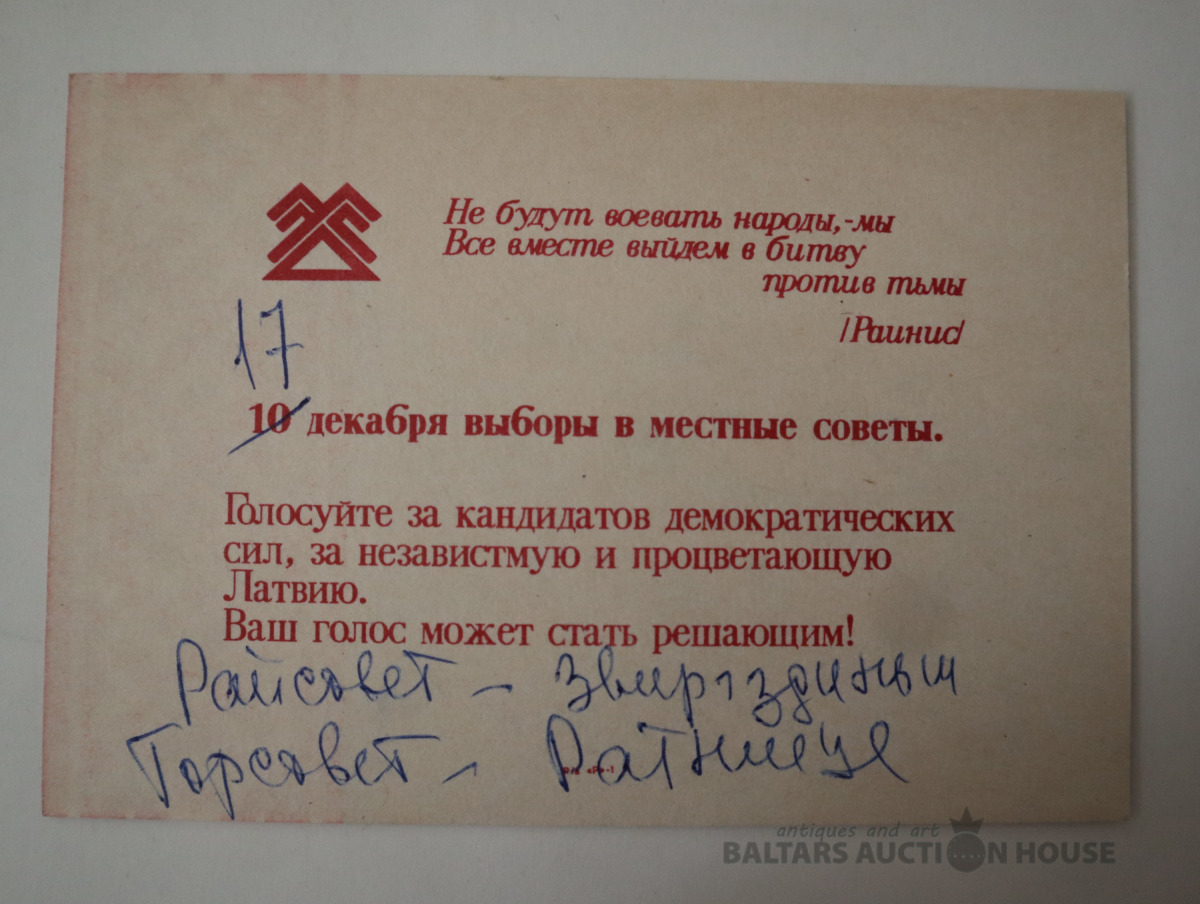 Не будут воевать народы,-мы
Все вместе выйдем в битву
против тьмы
/Раинис/
17
10 декабря выборы в местные советы.
Голосуйте за кандидатов демократических
сил, за независтмую и процветающую
Латвию.
Ваш голос может стать решающим!
Райсовет – Звиргздиньш
Горсовет – Ратниеце
antiques and art
BALTARS AUCTION HOUSE